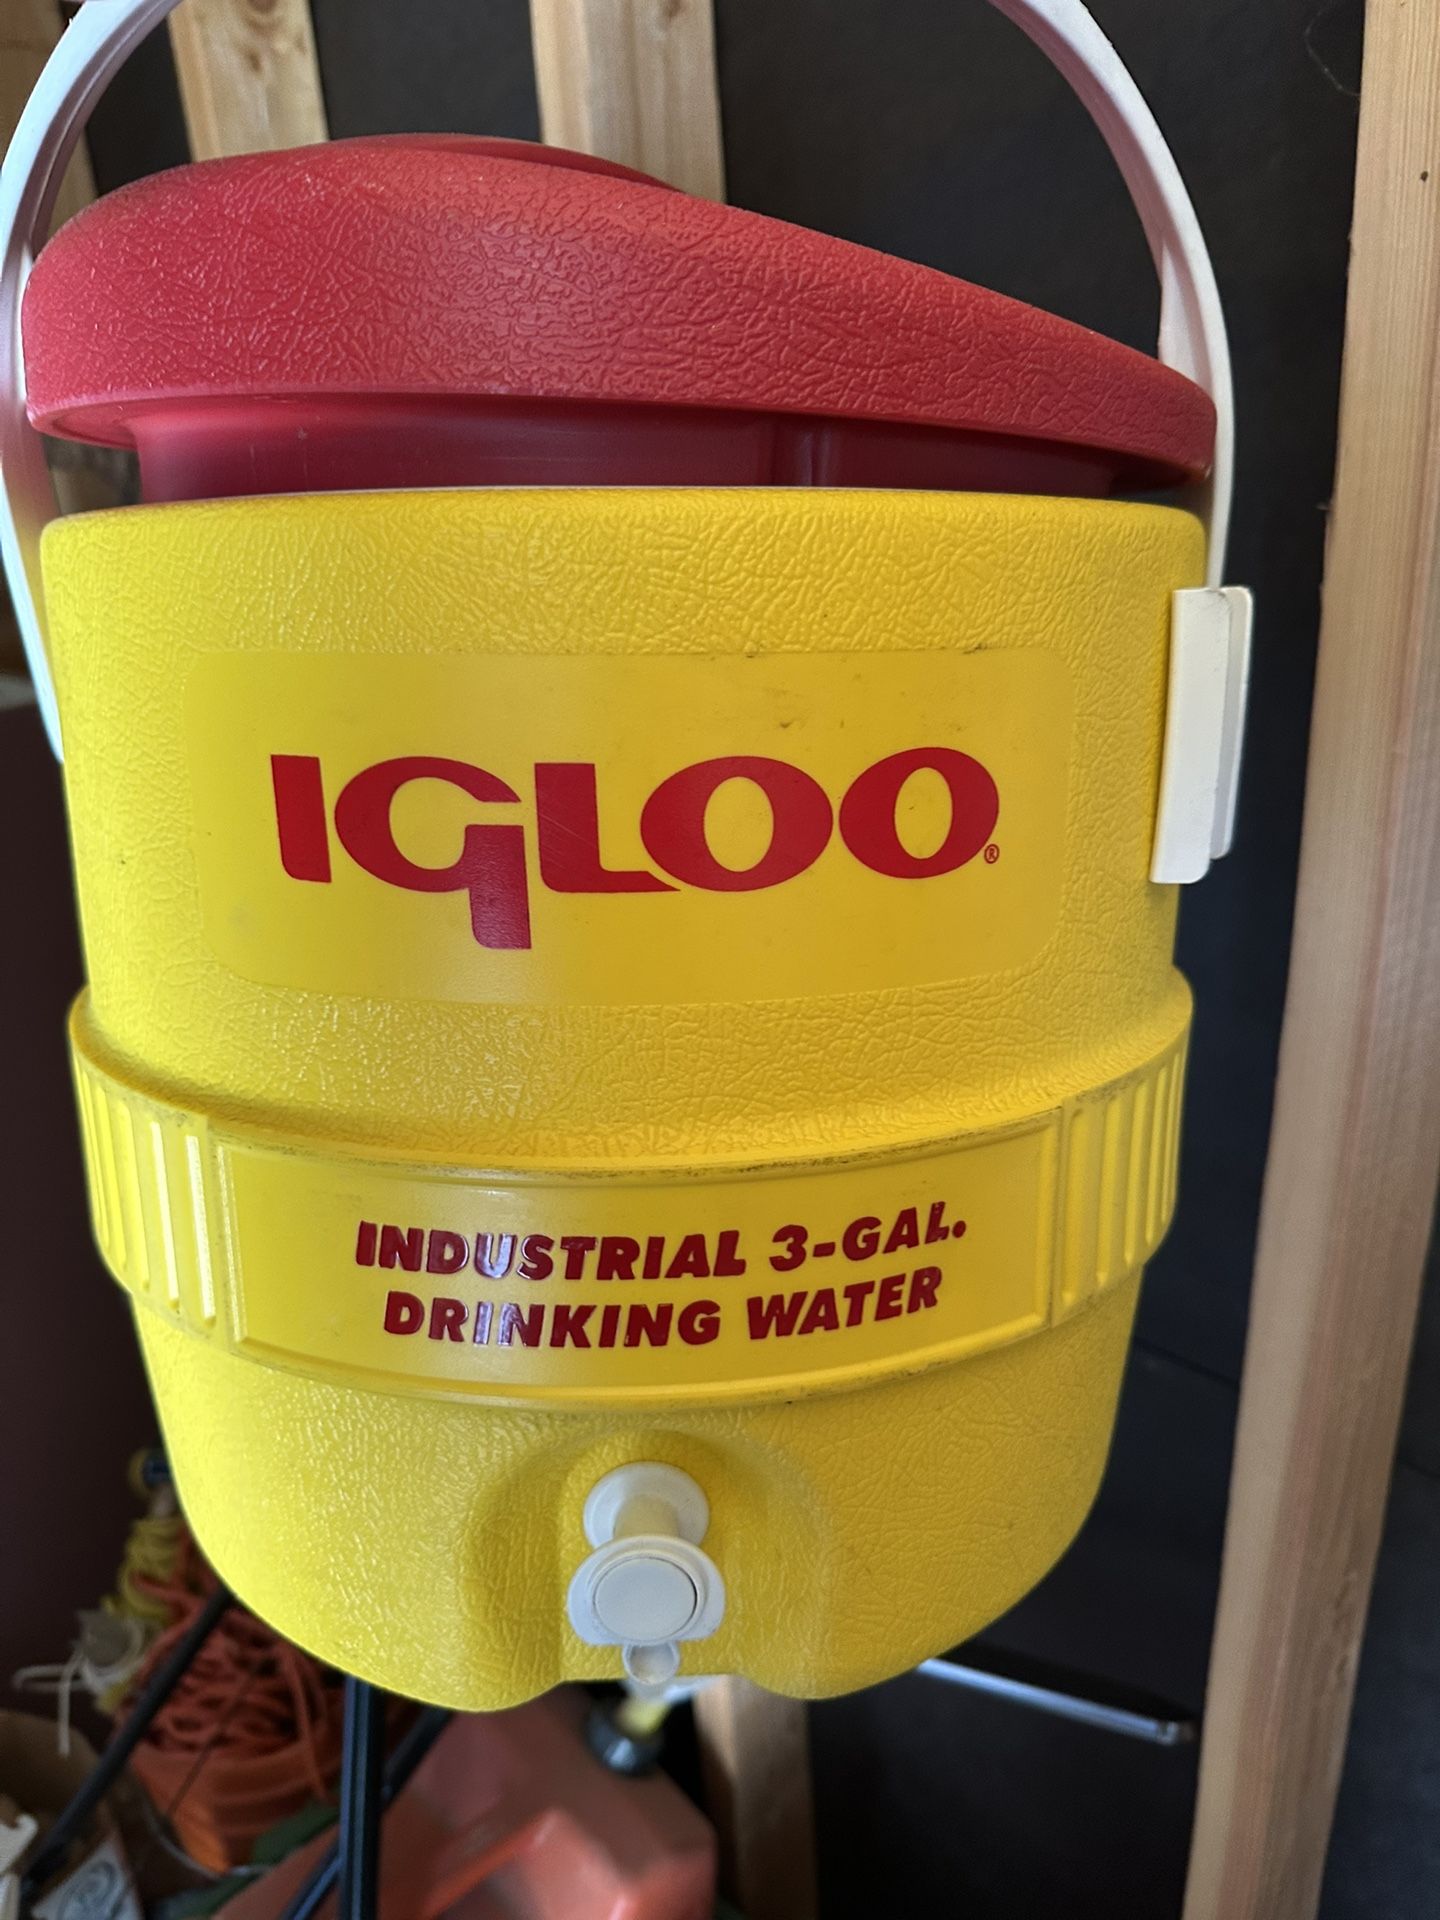 IGLOO®
INDUSTRIAL 3-GAL.
DRINKING WATER